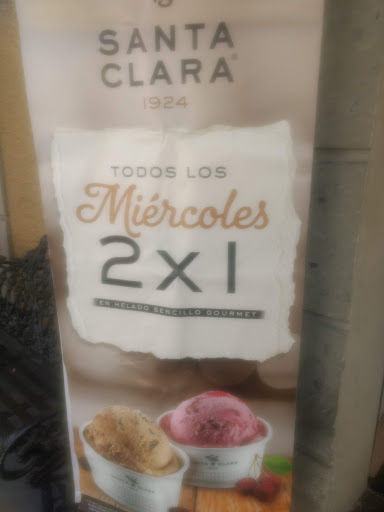 SANTA
CLARA®
1924
TODOS LOS
Miércoles
2x1
EN HELADO SENCILLO GOURMET